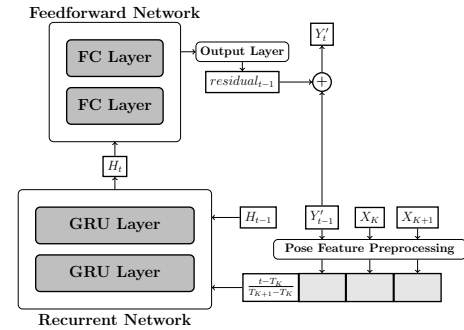 Feedforward Network
FC Layer
FC Layer
Output Layer
residual_{t−1}
Y′_t
+
H_t
GRU Layer
GRU Layer
Recurrent Network
H_{t−1}
Y′_{t−1}
X_K
X_{K+1}
Pose Feature Preprocessing
\frac{t−T_K}{T_{K+1}−T_K}